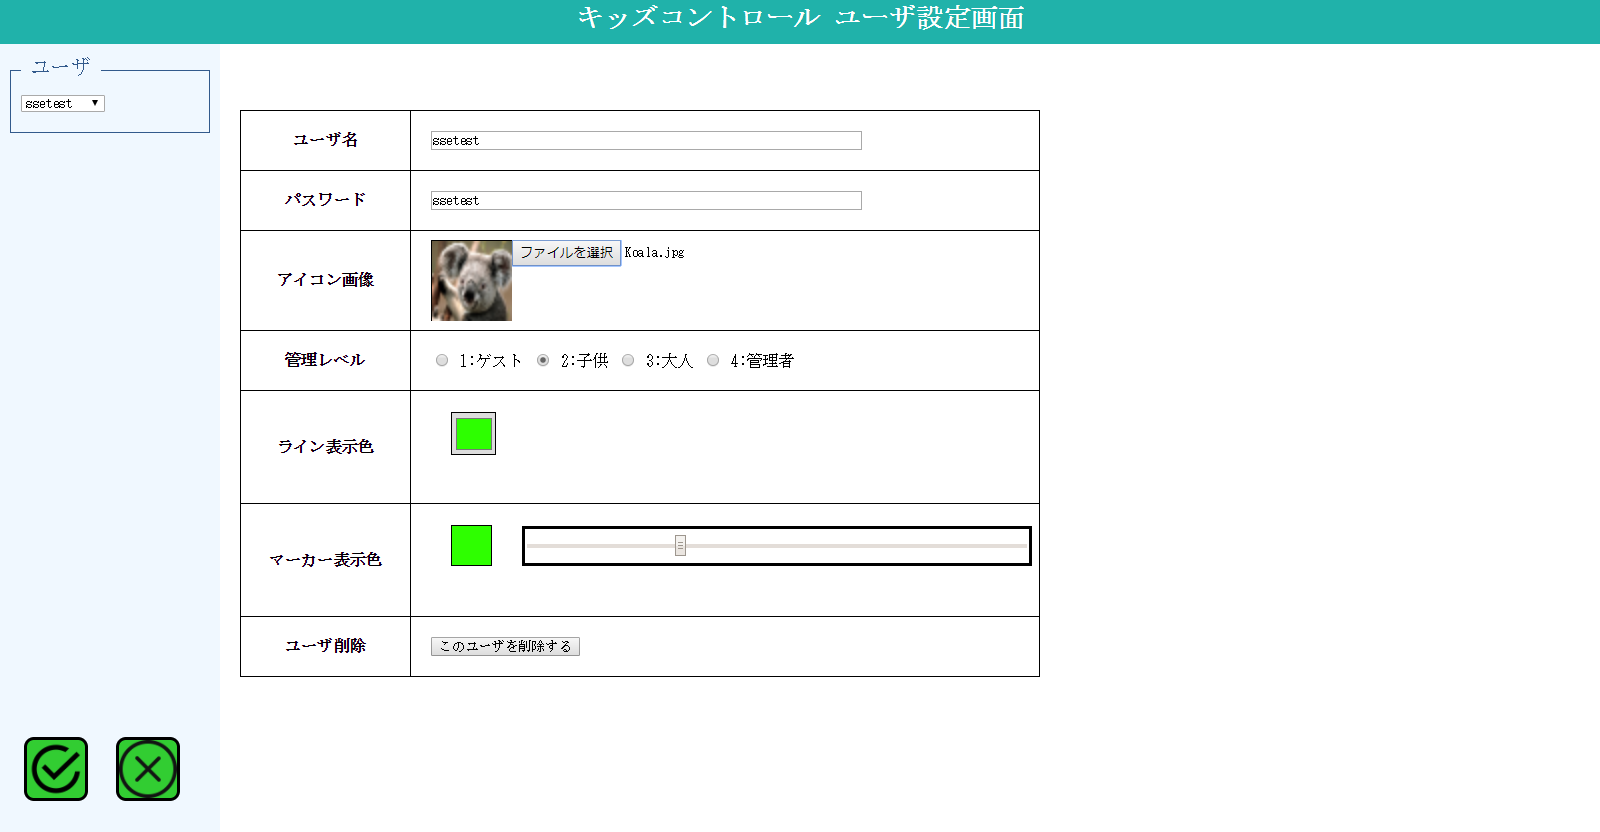 キッズコントロール ユーザ設定画面
ユーザ
ssetest
ユーザ名
ssetest
パスワード
ssetest
アイコン画像
ファイルを選択 Koala.jpg
管理レベル
1:ゲスト 2:子供 3:大人 4:管理者
ライン表示色
マーカー表示色
ユーザ削除
このユーザを削除する